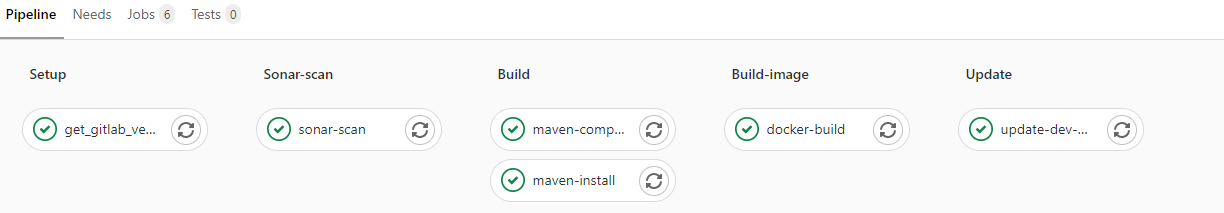 Pipeline Needs Jobs 6 Tests 0
Setup Sonar-scan Build Build-image Update
get_gitlab_ve... sonar-scan maven-comp... docker-build update-dev-...
maven-install